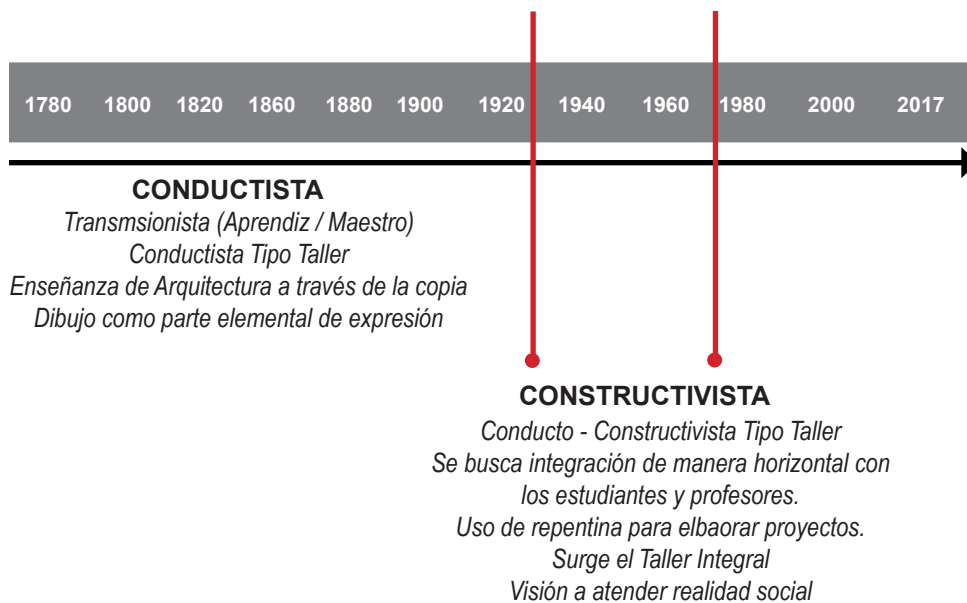 1780 1800 1820 1860 1880 1900 1920 1940 1960 1980 2000 2017
CONDUCTISTA
Transmsionista (Aprendiz / Maestro)
Conductista Tipo Taller
Enseñanza de Arquitectura a través de la copia
Dibujo como parte elemental de expresión
CONSTRUCTIVISTA
Conducto - Constructivista Tipo Taller
Se busca integración de manera horizontal con
los estudiantes y profesores.
Uso de repentina para elbaorar proyectos.
Surge el Taller Integral
Visión a atender realidad social